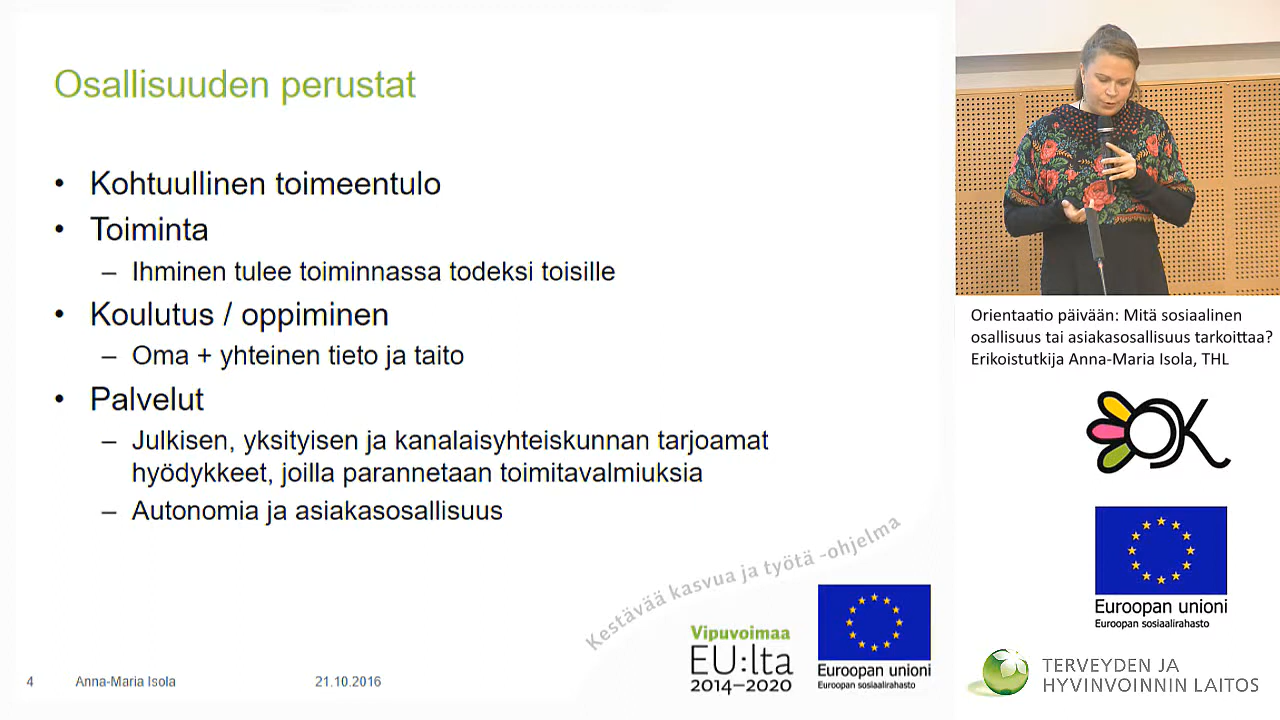 Osallisuuden perustat
• Kohtuullinen toimeentulo
• Toiminta
– Ihminen tulee toiminnassa todeksi toisille
• Koulutus / oppiminen
– Oma + yhteinen tieto ja taito
• Palvelut
– Julkisen, yksityisen ja kanalaisyhteiskunnan tarjoamat
hyödykkeet, joilla parannetaan toimitavalmiuksia
– Autonomia ja asiakasosallisuus
Kestävää kasvua ja työtä -ohjelma
Vipuvoimaa
EU:lta
2014–2020
Euroopan unioni
Euroopan sosiaalirahasto
4 Anna-Maria Isola 21.10.2016
Orientaatio päivään: Mitä sosiaalinen
osallisuus tai asiakasosallisuus tarkoittaa?
Erikoistutkija Anna-Maria Isola, THL
OK
Euroopan unioni
Euroopan sosiaalirahasto
TERVEYDEN JA
HYVINVOINNIN LAITOS